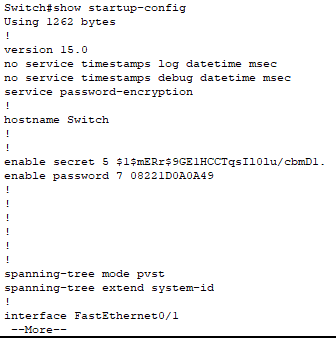 Switch#show startup-config
Using 1262 bytes
!
version 15.0
no service timestamps log datetime msec
no service timestamps debug datetime msec
service password-encryption
!
hostname Switch
!
!
enable secret 5 $1$mERr$9GE1HCCTqsIl0lu/cbmD1.
enable password 7 08221D0A0A49
!
!
!
!
!
!
spanning-tree mode pvst
spanning-tree extend system-id
!
interface FastEthernet0/1
 --More--